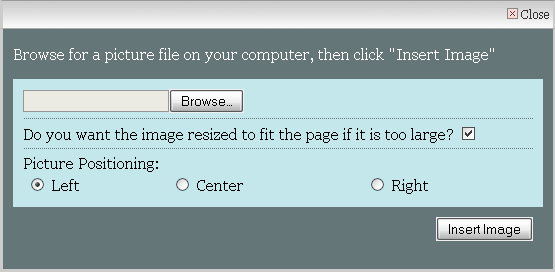 Close
Browse for a picture file on your computer, then click "Insert Image"
Browse...
Do you want the image resized to fit the page if it is too large?
Picture Positioning:
Left Center Right
Insert Image